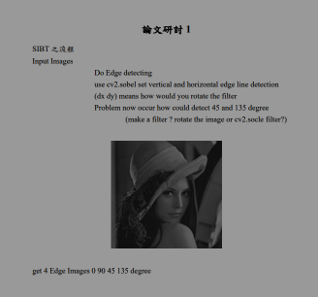 論文研討 1
SIBT 之流程
Input Images
Do Edge detecting
use cv2.sobel set vertical and horizontal edge line detection
(dx dy) means how would you rotate the filter
Problem now occur how could detect 45 and 135 degree
(make a filter ? rotate the image or cv2.socle filter?)
get 4 Edge Images 0 90 45 135 degree